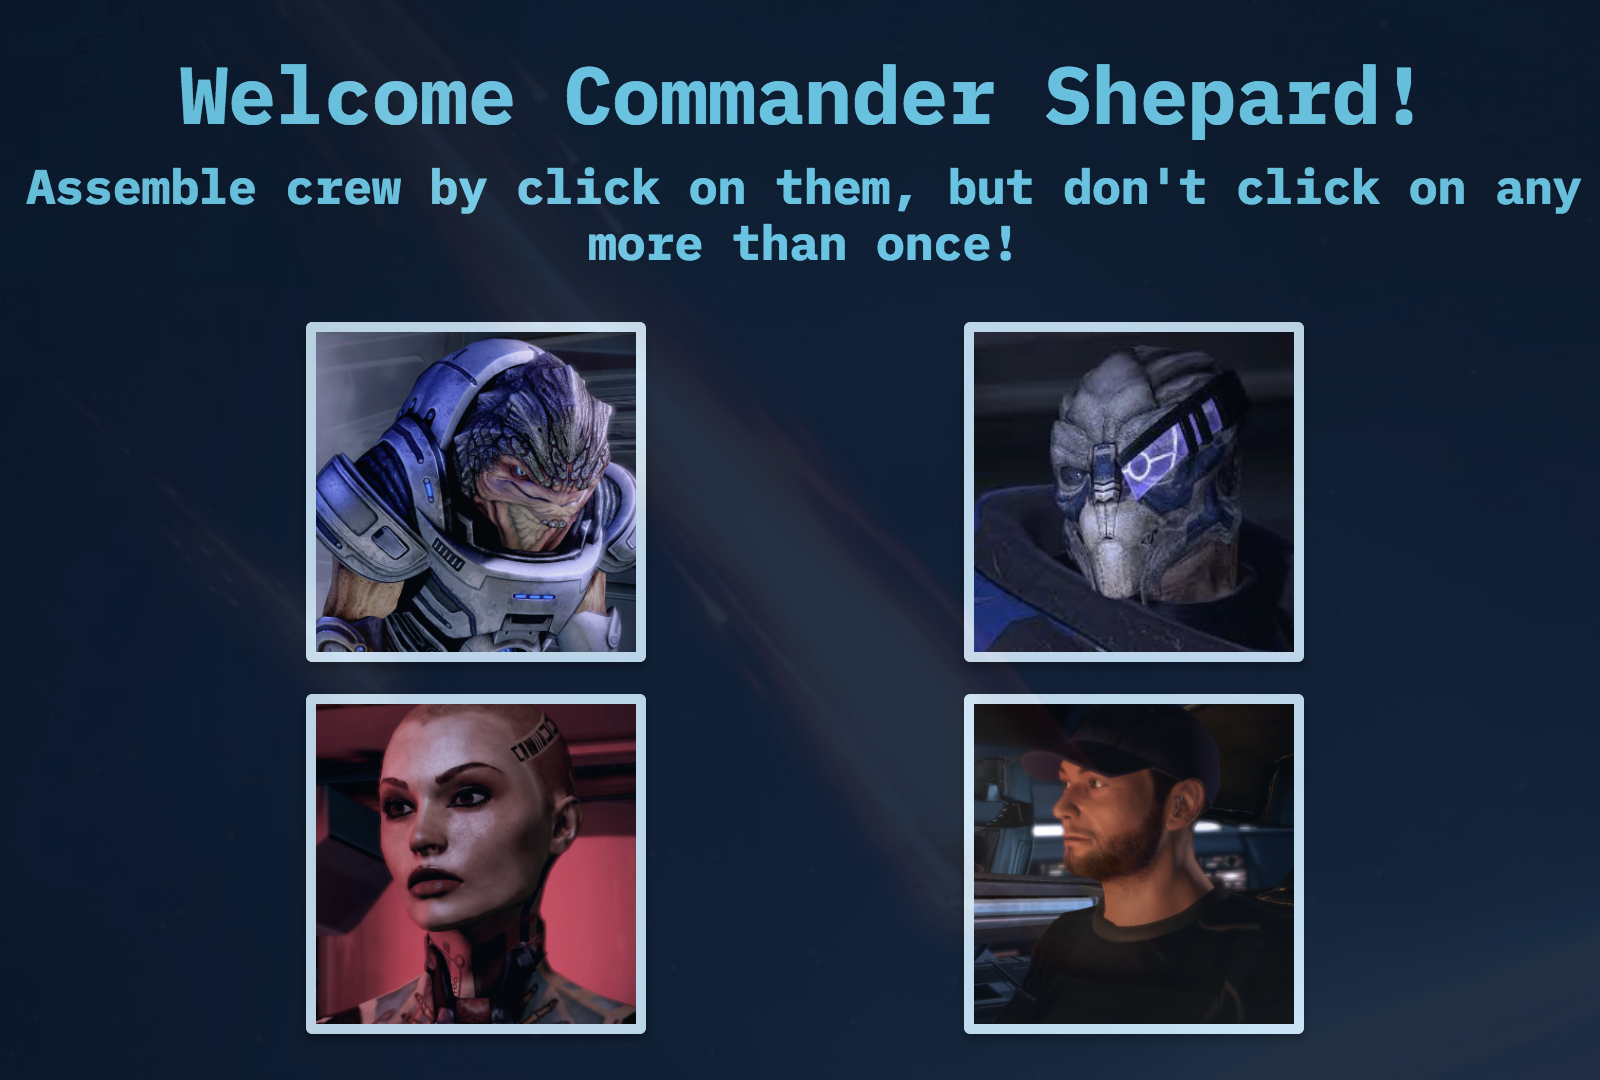 Welcome Commander Shepard!
Assemble crew by click on them, but don't click on any
more than once!